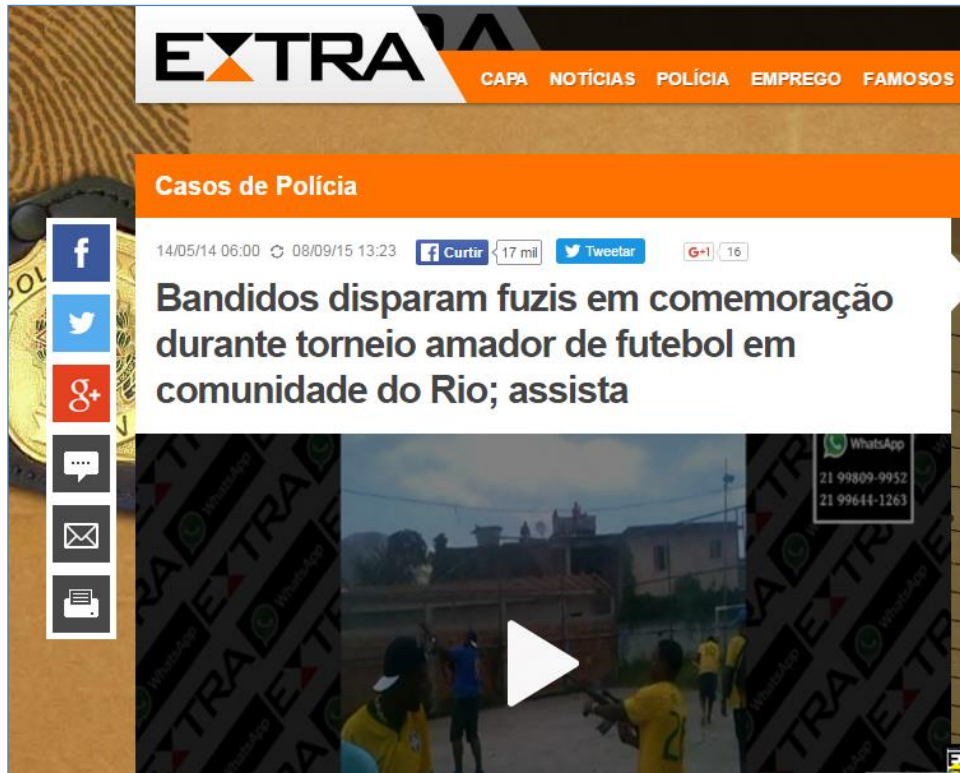 EXTRA
CAPA NOTÍCIAS POLÍCIA EMPREGO FAMOSOS
Casos de Polícia
14/05/14 06:00 08/09/15 13:23 Curtir 17 mil Tweetar G+1 16
Bandidos disparam fuzis em comemoração
durante torneio amador de futebol em
comunidade do Rio; assista
WhatsApp
21 99809-9952
21 99644-1263